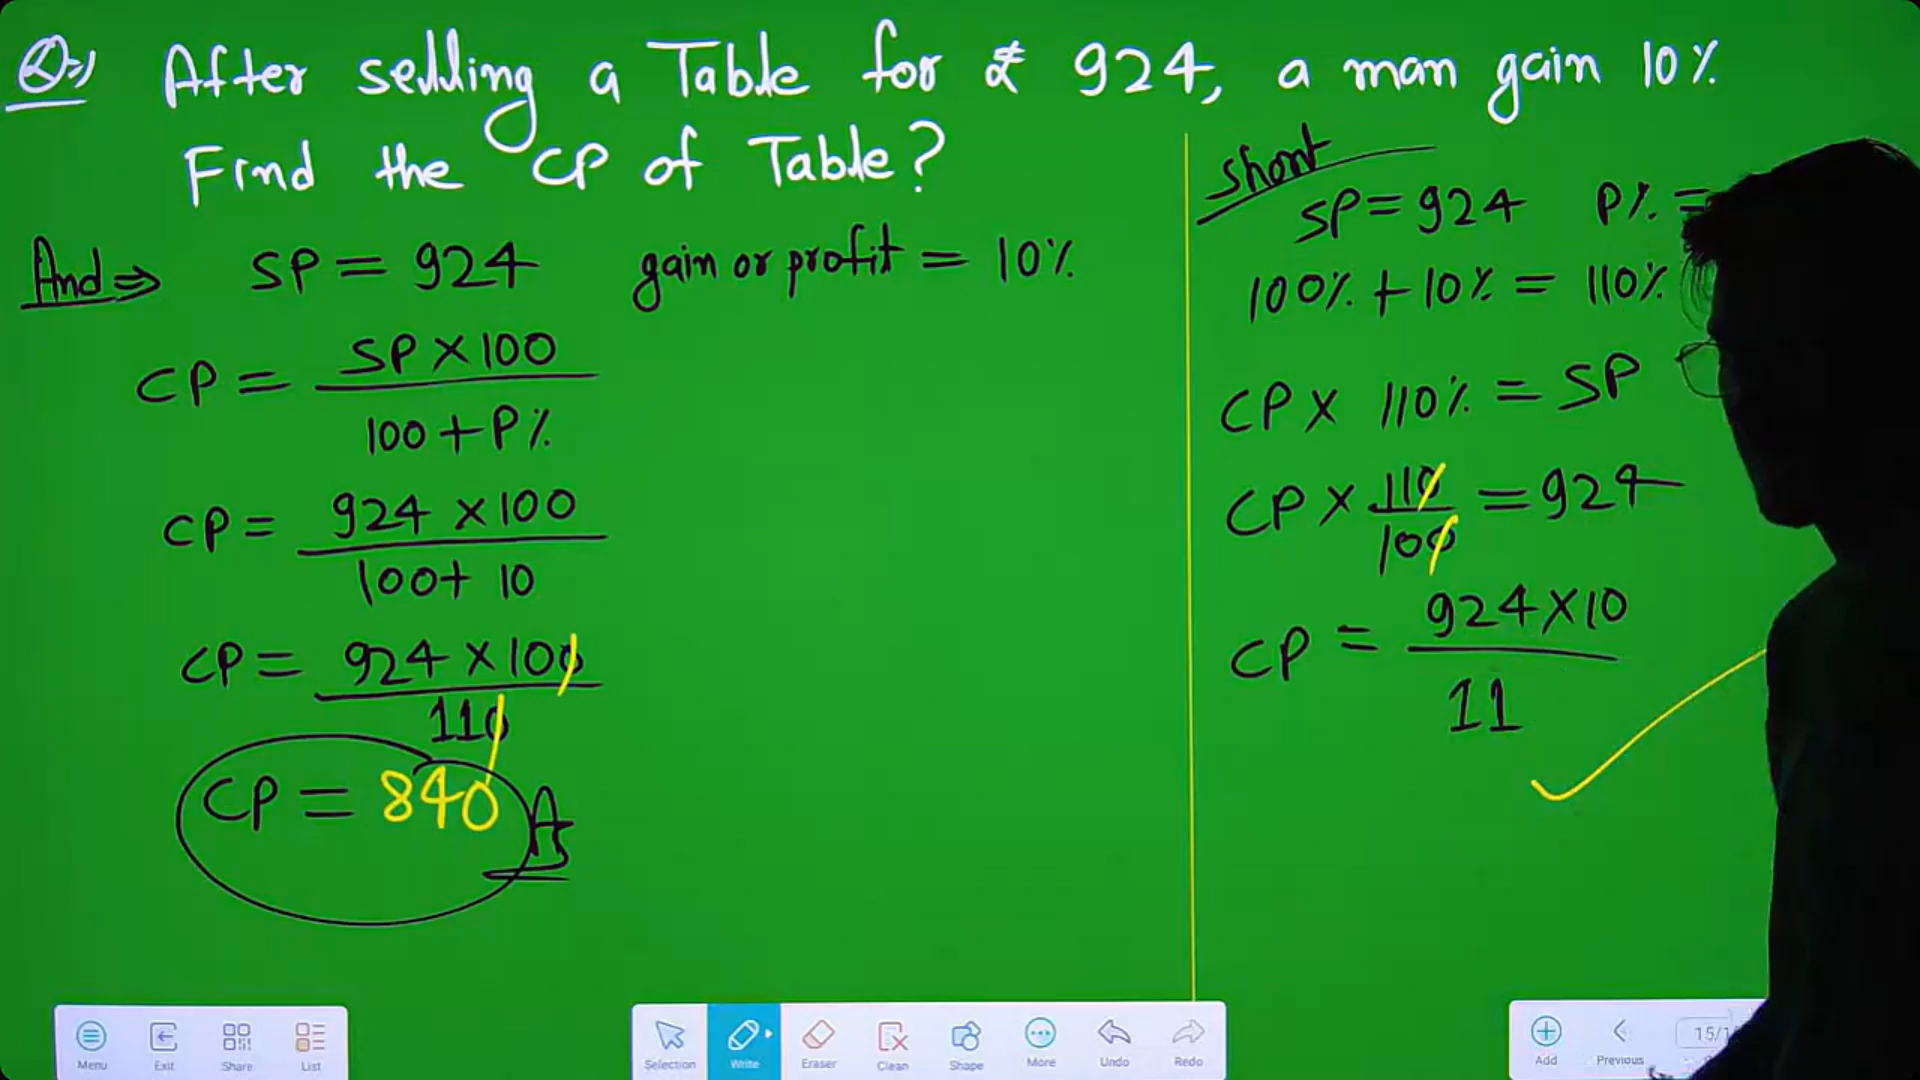 Q=) After selling a Table for ₹ 924, a man gain 10%
Find the CP of Table?
And ⇒ SP = 924 gain or profit = 10%
CP = SP X 100 / 100 + P%
CP = 924 X 100 / 100 + 10
CP = 924 X 100 / 110
CP = 840 A
short
SP = 924 P% =
100% + 10% = 110%
CP X 110% = SP
CP X 110 / 100 = 924
CP = 924 X 10 / 11
Menu Exit Share List
Selection Write Eraser Clean Shape More Undo Redo
Add Previous